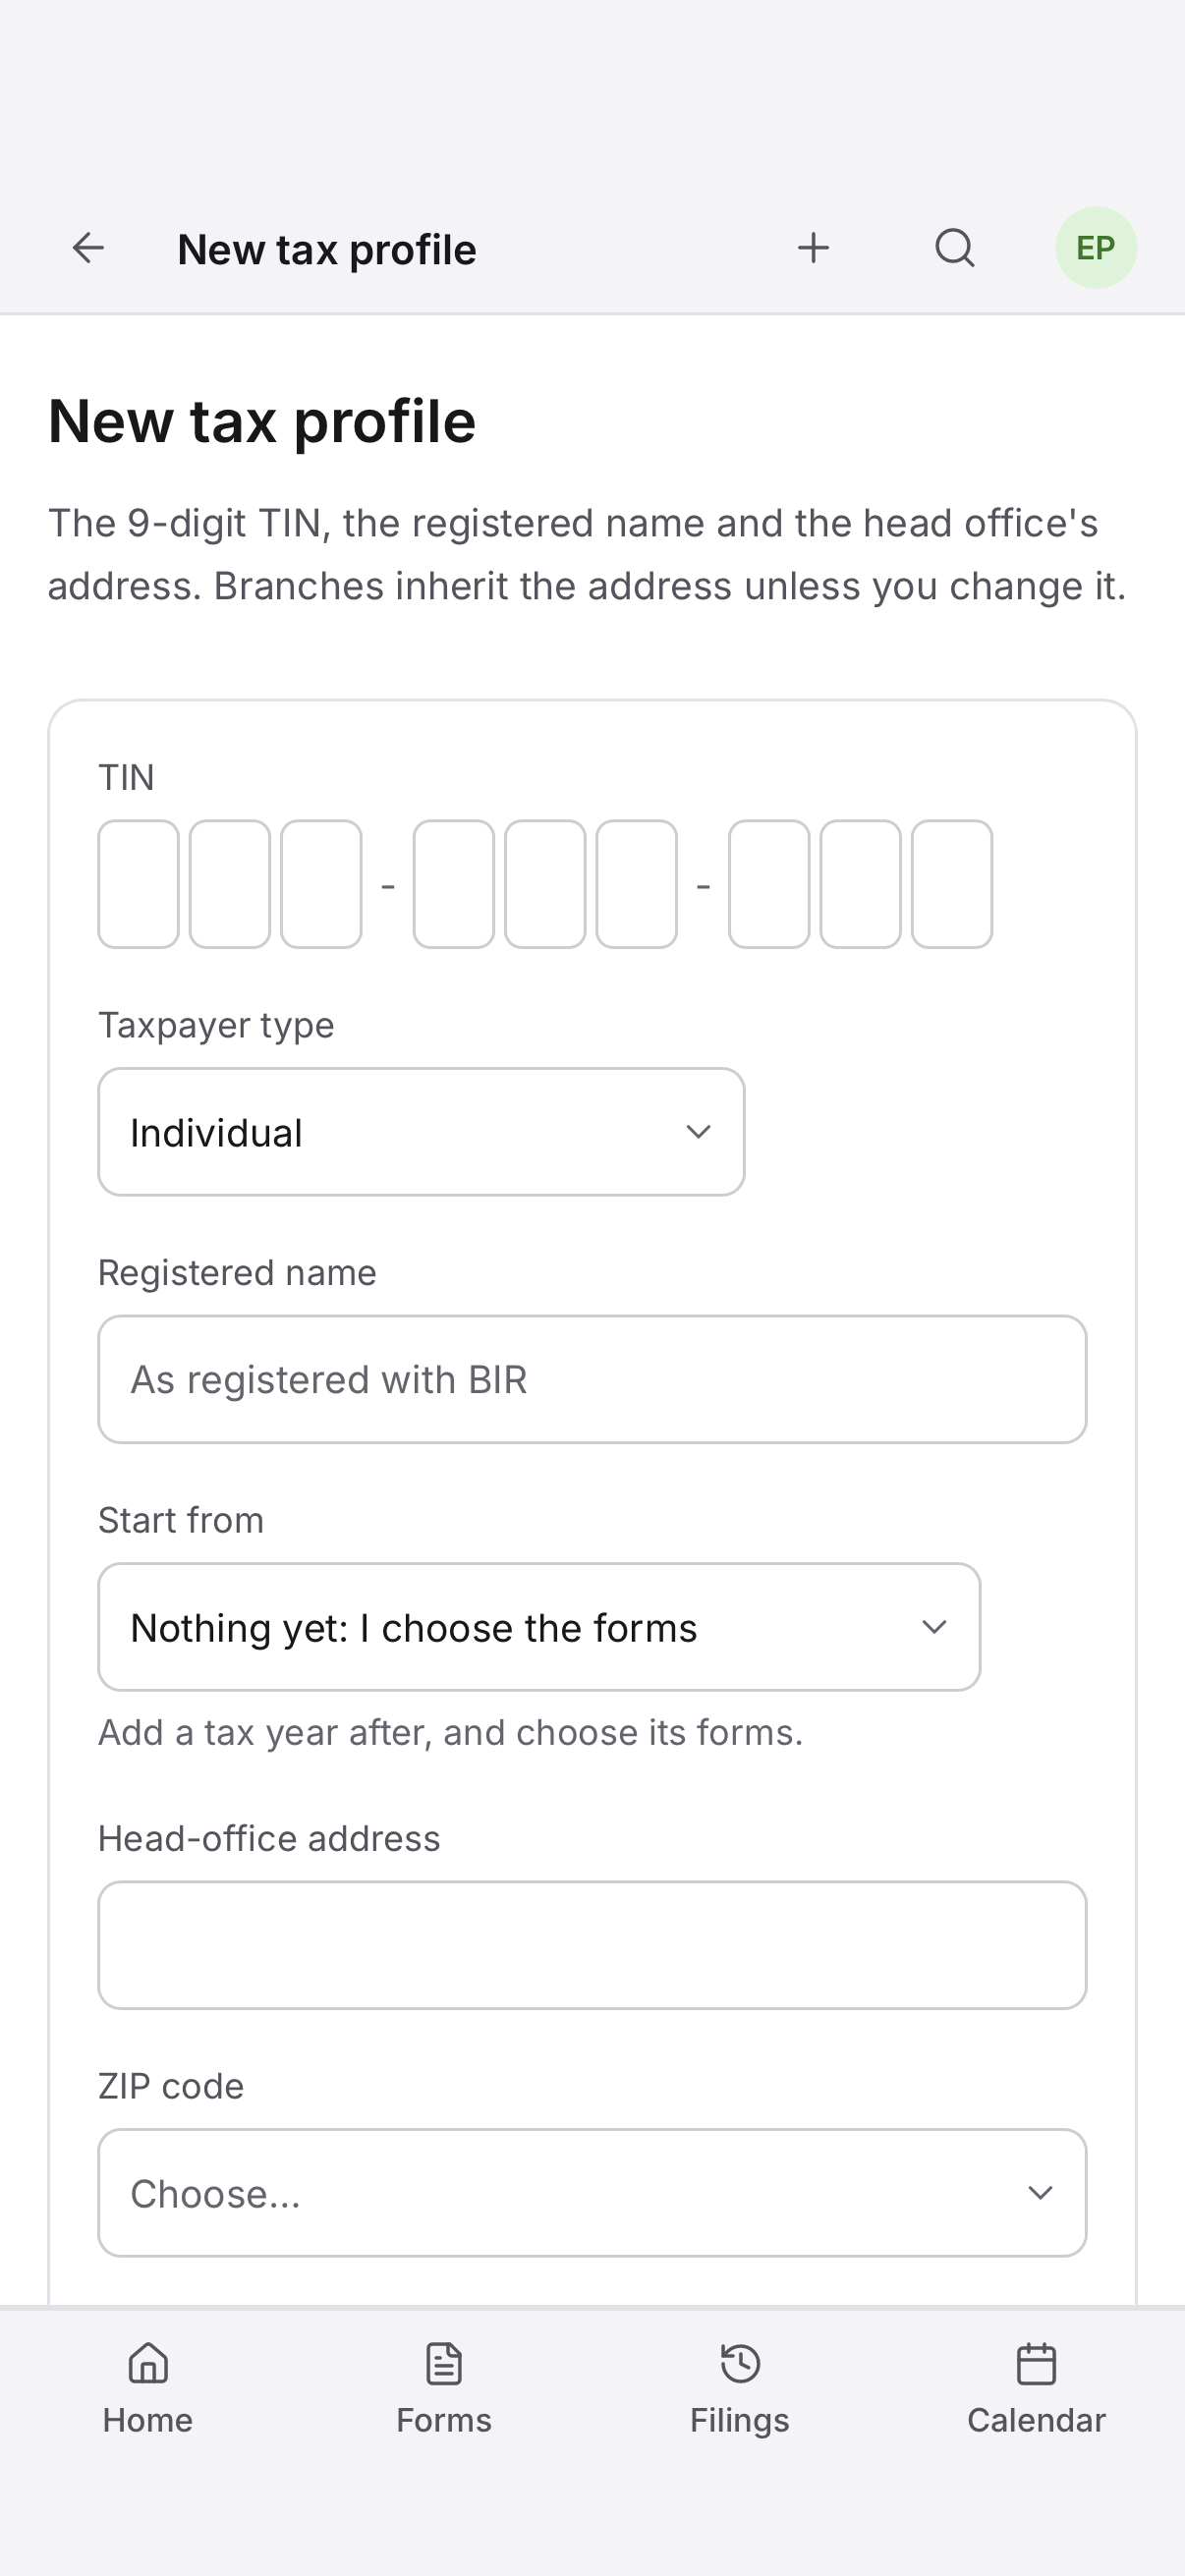 New tax profile
EP
New tax profile
The 9-digit TIN, the registered name and the head office's
address. Branches inherit the address unless you change it.
TIN
- -
Taxpayer type
Individual
Registered name
As registered with BIR
Start from
Nothing yet: I choose the forms
Add a tax year after, and choose its forms.
Head-office address
ZIP code
Choose...
Home Forms Filings Calendar